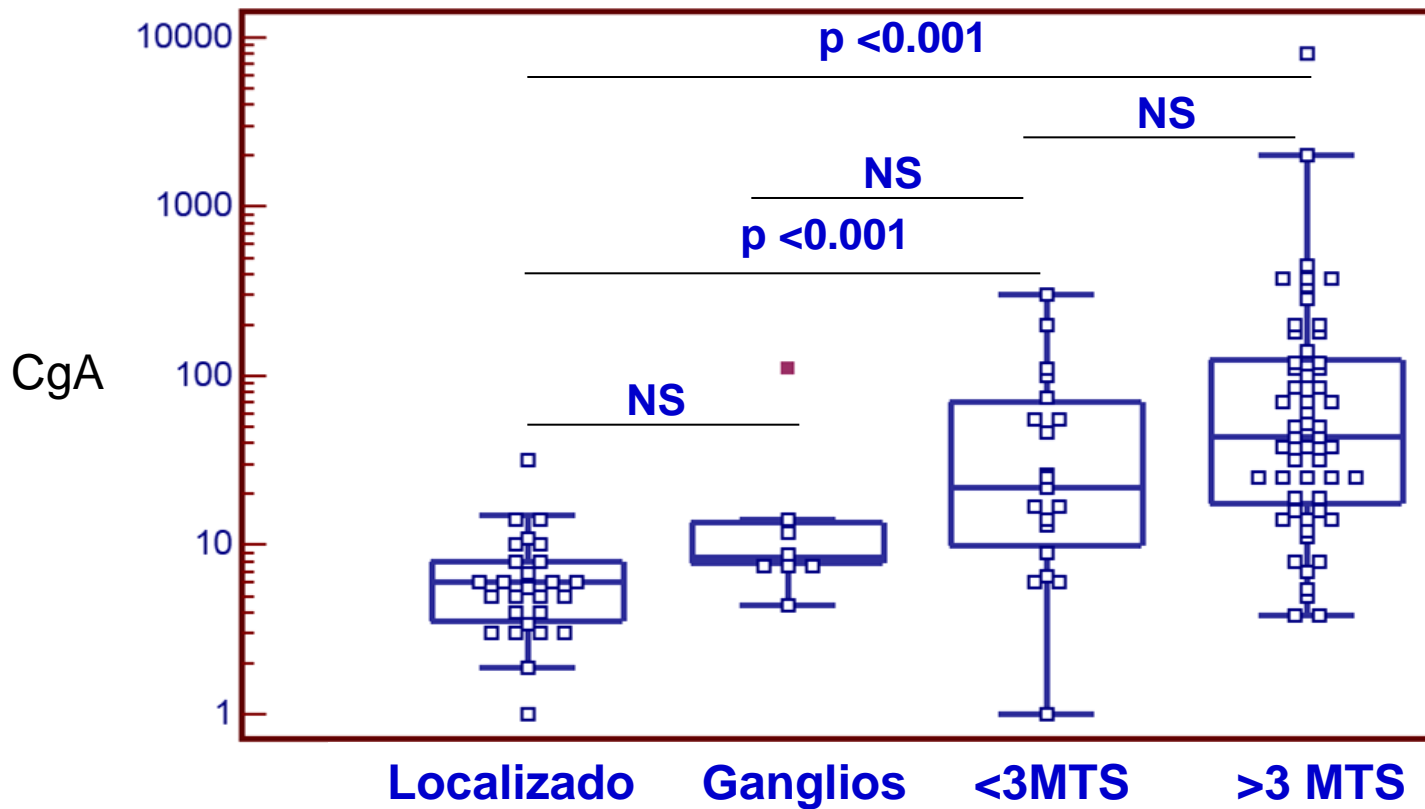 10000
p <0.001
NS
1000
NS
p <0.001
CgA
100
NS
10
1
Localizado
Ganglios
<3MTS
>3 MTS